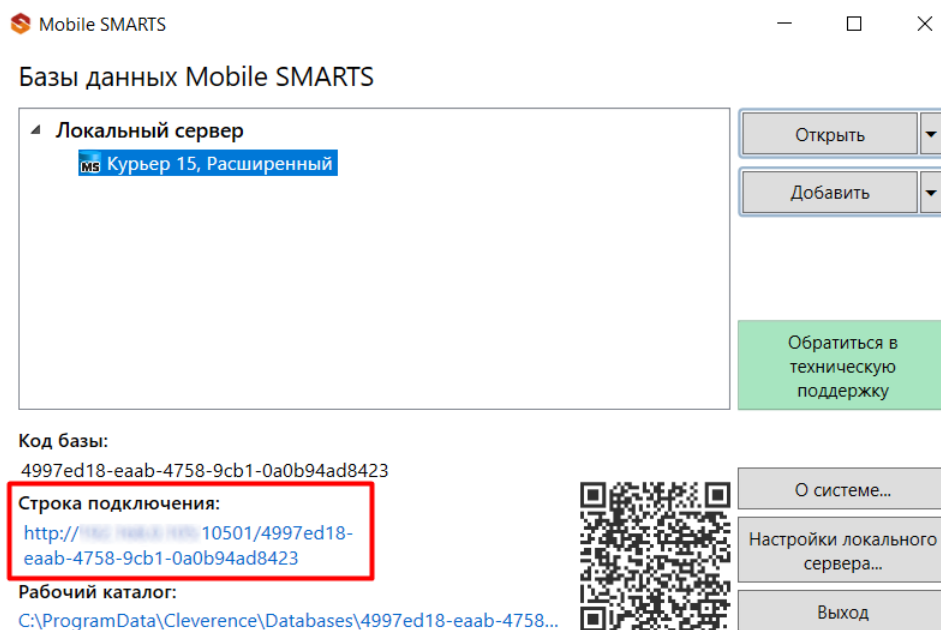 Mobile SMARTS
Базы данных Mobile SMARTS
Локальный сервер
MS Курьер 15, Расширенный
Открыть
Добавить
Обратиться в
техническую
поддержку
Код базы:
4997ed18-eaab-4758-9cb1-0a0b94ad8423
Строка подключения:
http:// 10501/4997ed18-
eaab-4758-9cb1-0a0b94ad8423
Рабочий каталог:
C:\ProgramData\Cleverence\Databases\4997ed18-eaab-4758...
О системе...
Настройки локального
сервера...
Выход